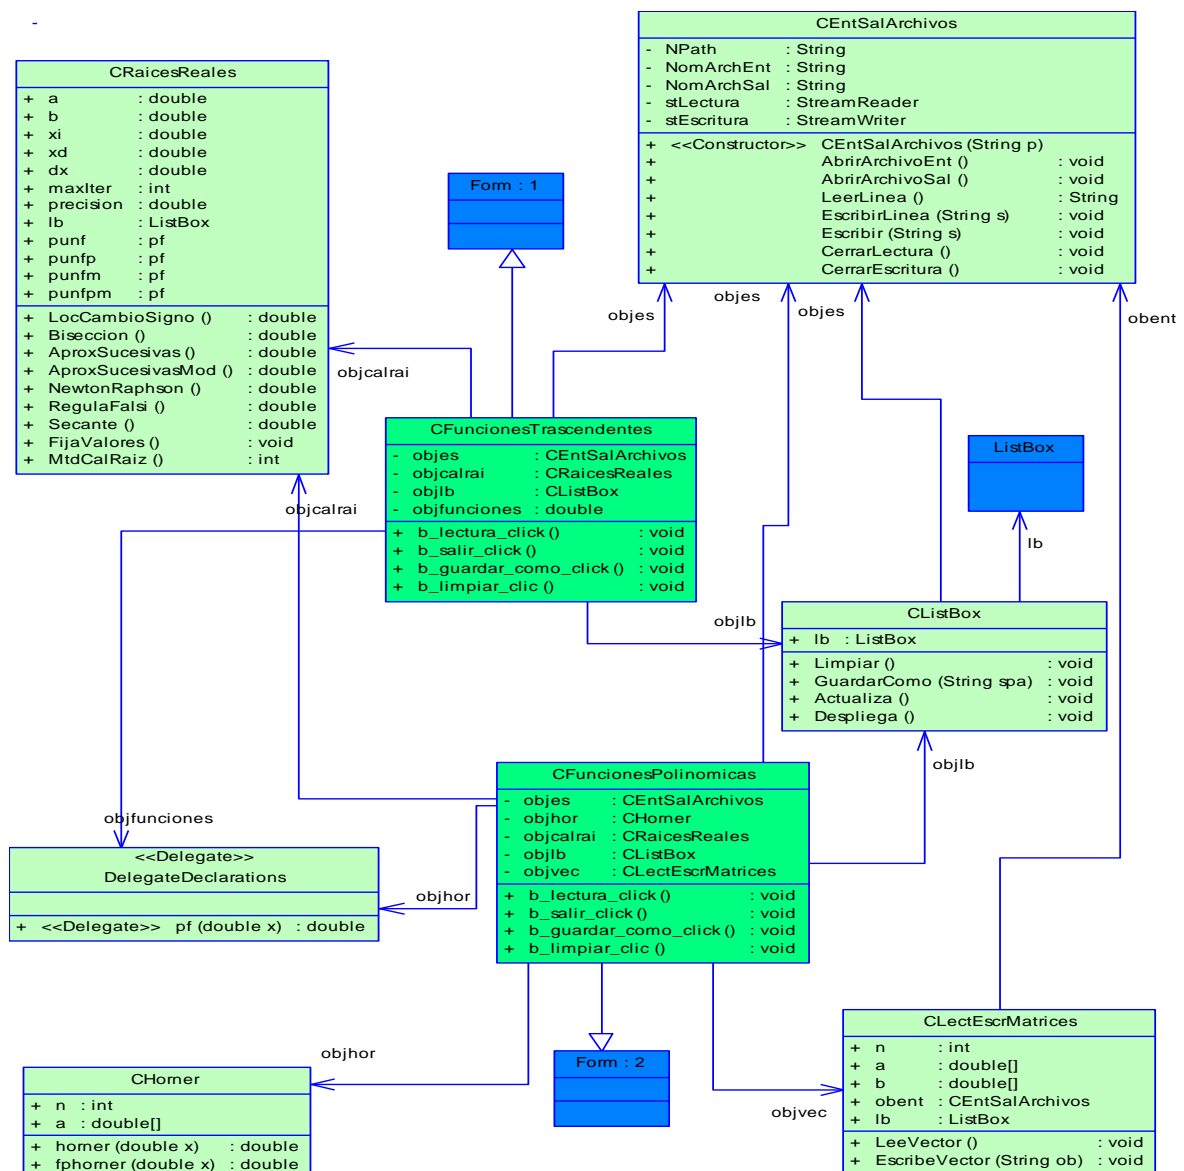 -
CEntSalArchivos
- NPath : String
- NomArchEnt : String
- NomArchSal : String
- stLectura : StreamReader
- stEscritura : StreamWriter
+ <<Constructor>> CEntSalArchivos (String p)
+ AbrirArchivoEnt () : void
+ AbrirArchivoSal () : void
+ LeerLinea () : String
+ EscribirLinea (String s) : void
+ Escribir (String s) : void
+ CerrarLectura () : void
+ CerrarEscritura () : void
CRaicesReales
+ a : double
+ b : double
+ xi : double
+ xd : double
+ dx : double
+ maxIter : int
+ precision : double
+ lb : ListBox
+ punf : pf
+ punfp : pf
+ punfm : pf
+ punfpm : pf
+ LocCambioSigno () : double
+ Biseccion () : double
+ AproxSucesivas () : double
+ AproxSucesivasMod () : double
+ NewtonRaphson () : double
+ RegulaFalsi () : double
+ Secante () : double
+ FijaValores () : void
+ MtdCalRaiz () : int
Form : 1
objes
objes
objes
obent
objcalrai
CFuncionesTrascendentes
- objes : CEntSalArchivos
- objcalrai : CRaicesReales
- objlb : CListBox
- objfunciones : double
+ b_lectura_click () : void
+ b_salir_click () : void
+ b_guardar_como_click () : void
+ b_limpiar_clic ()  : void
ListBox
objcalrai
lb
objlb
CListBox
+ lb : ListBox
+ Limpiar () : void
+ GuardarComo (String spa) : void
+ Actualiza () : void
+ Despliega () : void
objlb
CFuncionesPolinomicas
- objes : CEntSalArchivos
- objhor : CHorner
- objcalrai : CRaicesReales
- objlb : CListBox
- objvec : CLectEscrMatrices
+ b_lectura_click () : void
+ b_salir_click () : void
+ b_guardar_como_click () : void
+ b_limpiar_clic () : void
objfunciones
<<Delegate>>
DelegateDeclarations
+ <<Delegate>> pf (double x) : double
objhor
objhor
Form : 2
objvec
CHorner
+ n : int
+ a : double[]
+ horner (double x) : double
+ fphorner (double x) : double
CLectEscrMatrices
+ n : int
+ a : double[]
+ b : double[]
+ obent : CEntSalArchivos
+ lb : ListBox
+ LeeVector () : void
+ EscribeVector (String ob) : void